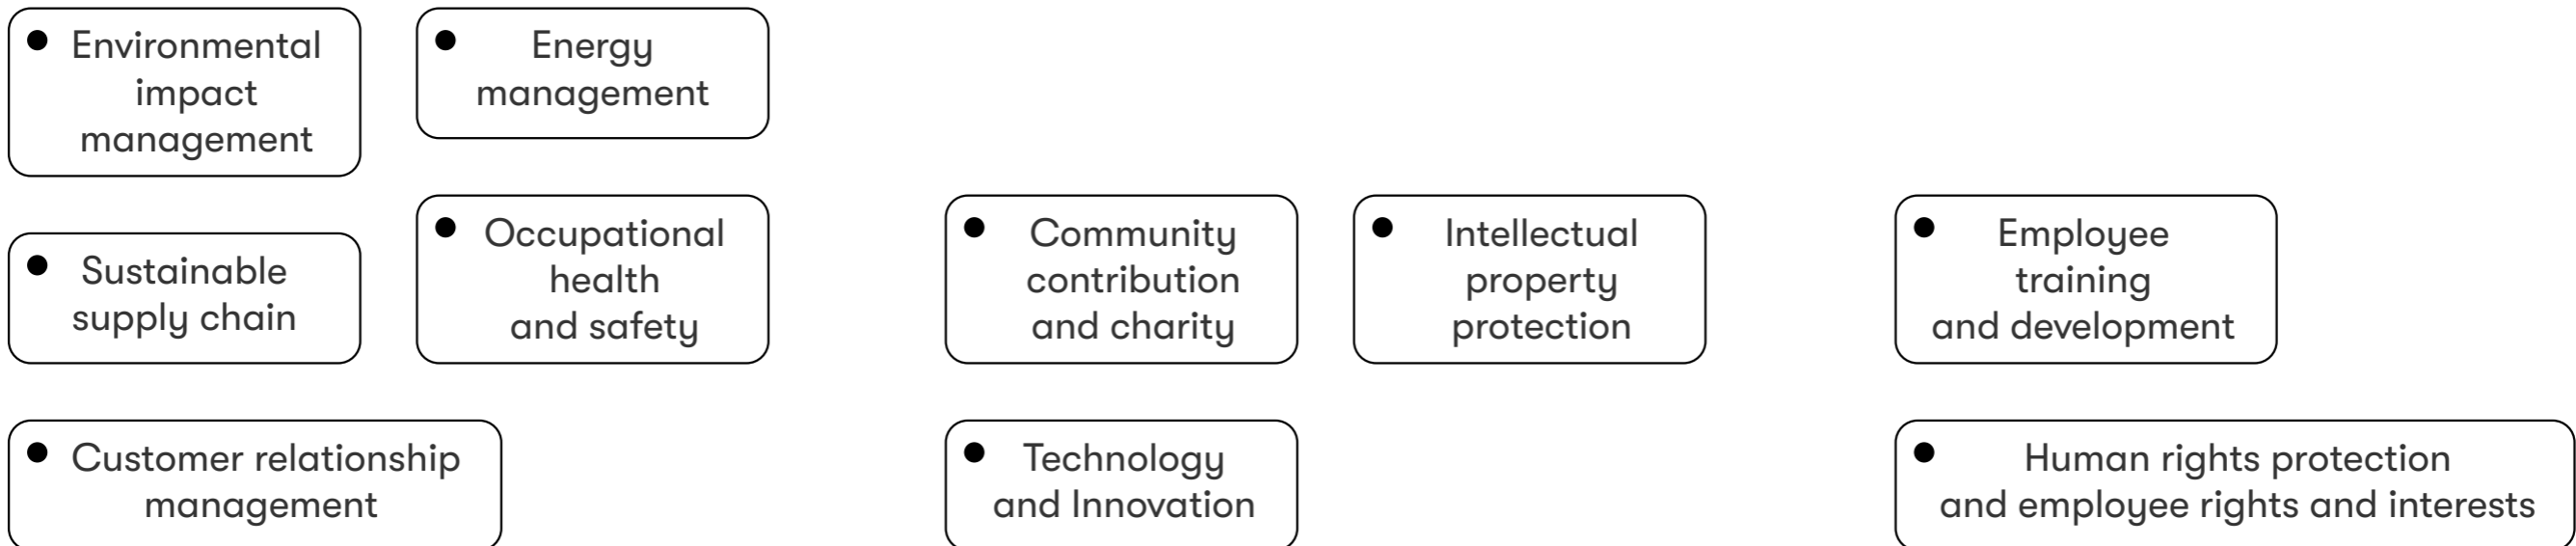 Environmental
impact
management
Energy
management
Sustainable
supply chain
Occupational
health
and safety
Customer relationship
management
Community
contribution
and charity
Intellectual
property
protection
Technology
and Innovation
Employee
training
and development
Human rights protection
and employee rights and interests